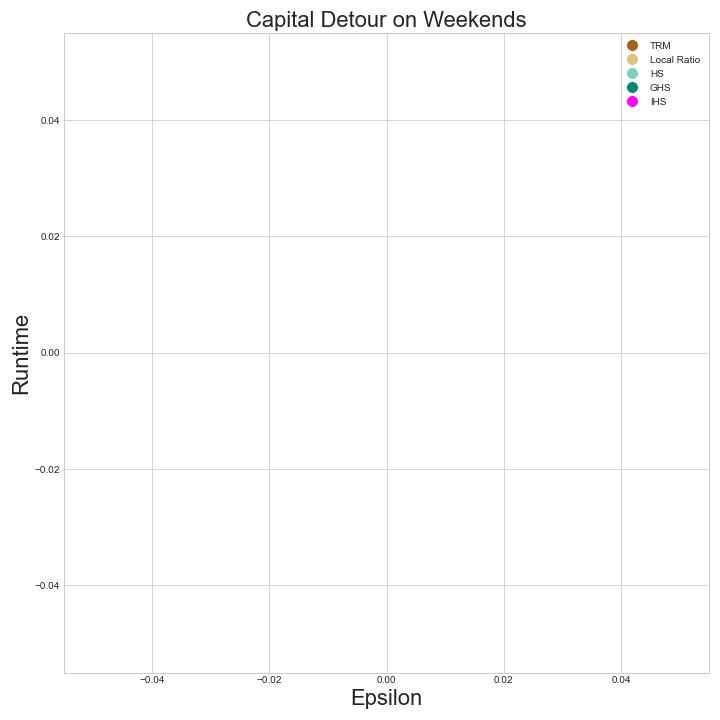 Capital Detour on Weekends
TRM
Local Ratio
HS
GHS
IHS
Runtime
0.04
0.02
0.00
−0.02
−0.04
−0.04
−0.02
0.00
0.02
0.04
Epsilon